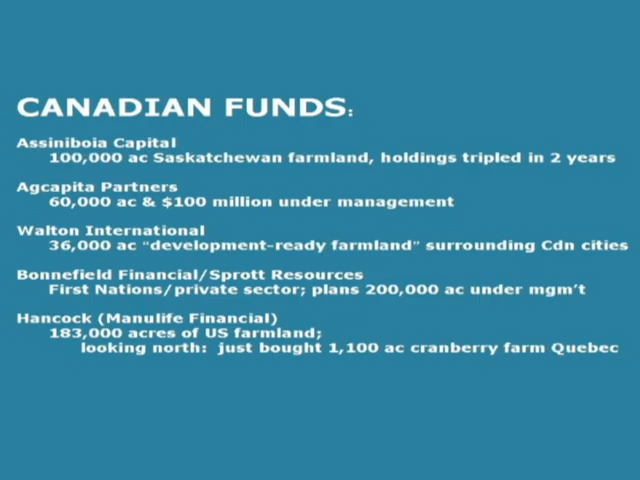 CANADIAN FUNDS:
Assiniboia Capital
100,000 ac Saskatchewan farmland, holdings tripled in 2 years
Agcapita Partners
60,000 ac & $100 million under management
Walton International
36,000 ac "development-ready farmland" surrounding Cdn cities
Bonnefield Financial/Sprott Resources
First Nations/private sector; plans 200,000 ac under mgm't
Hancock (Manulife Financial)
183,000 acres of US farmland;
looking north: just bought 1,100 ac cranberry farm Quebec